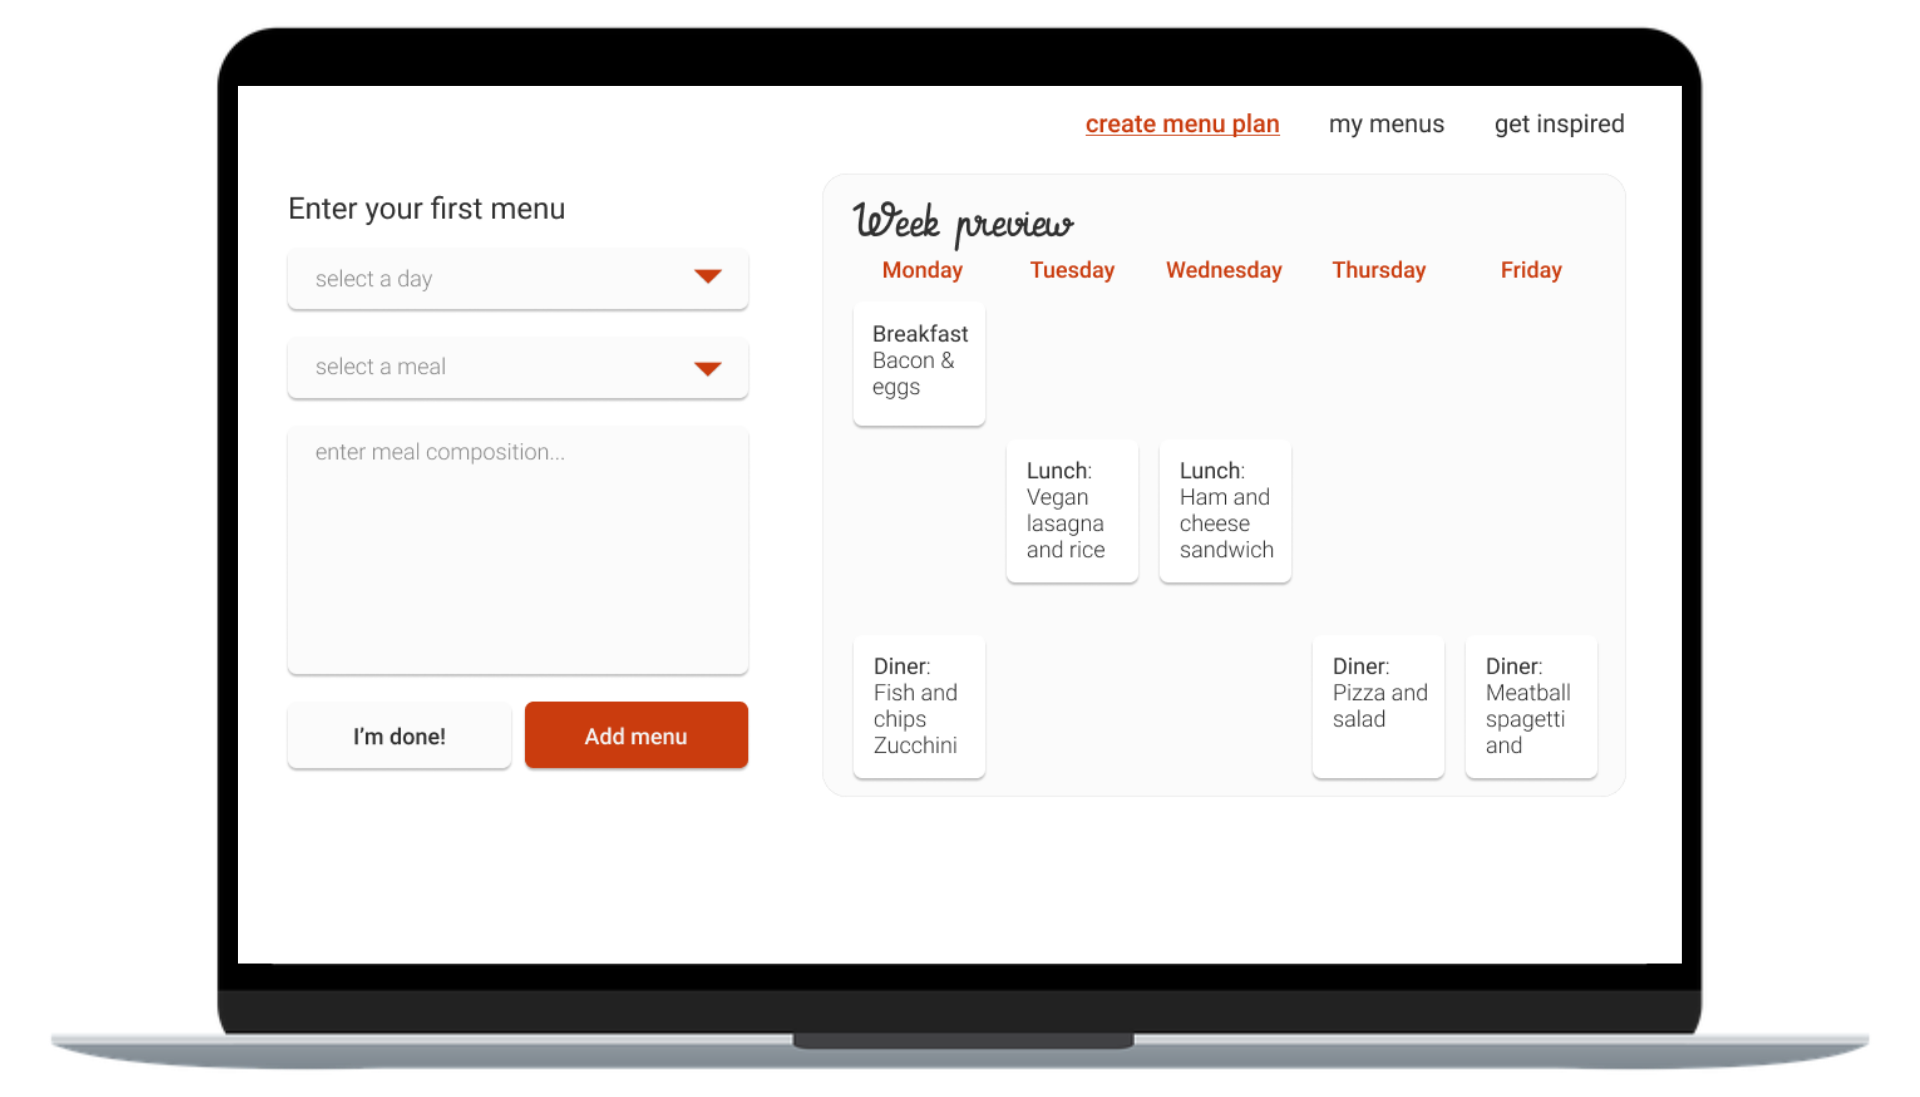 create menu plan my menus get inspired
Enter your first menu
select a day
select a meal
enter meal composition...
I'm done! Add menu
Week preview
Monday Tuesday Wednesday Thursday Friday
Breakfast
Bacon &
eggs
Lunch:
Vegan
lasagna
and rice
Lunch:
Ham and
cheese
sandwich
Diner:
Fish and
chips
Zucchini
Diner:
Pizza and
salad
Diner:
Meatball
spagetti
and